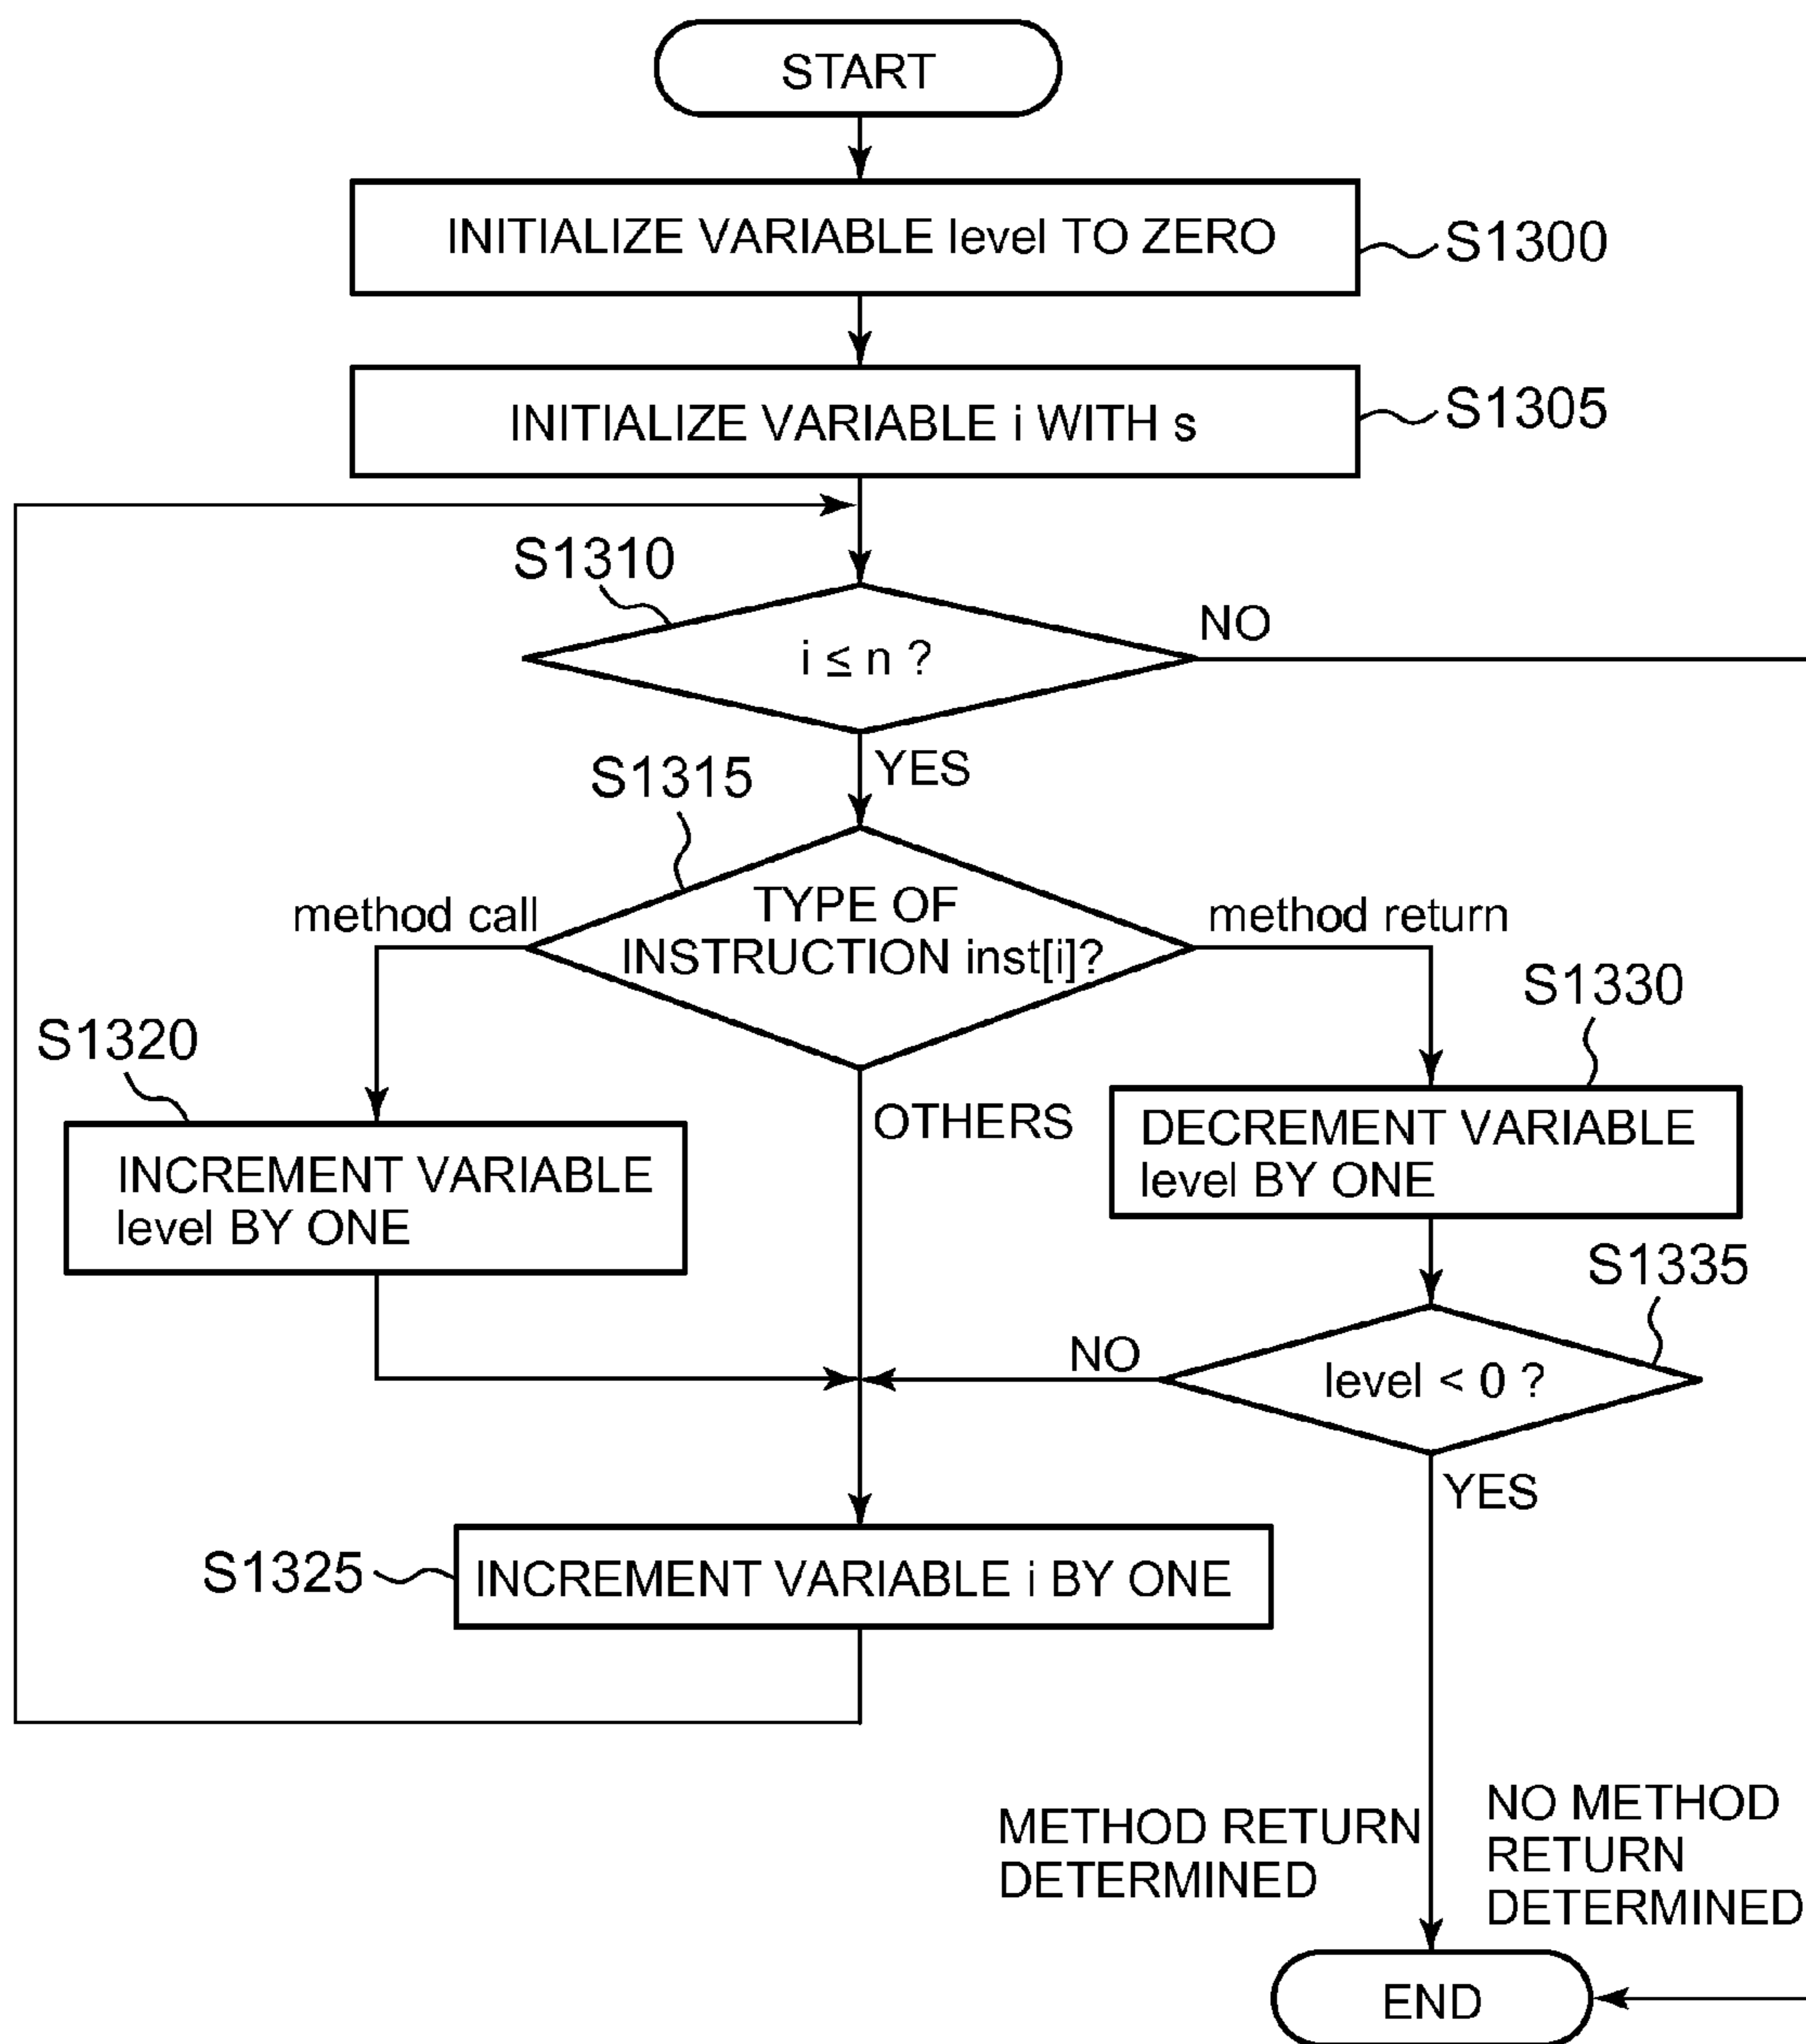 START
INITIALIZE VARIABLE level TO ZERO
S1300
INITIALIZE VARIABLE i WITH s
S1305
S1310
i ≤ n ?
NO
YES
S1315
TYPE OF
INSTRUCTION inst[i]?
method call
method return
S1320
S1330
INCREMENT VARIABLE
level BY ONE
OTHERS
DECREMENT VARIABLE
level BY ONE
S1335
NO
level < 0 ?
YES
S1325
INCREMENT VARIABLE i BY ONE
METHOD RETURN
DETERMINED
NO METHOD
RETURN
DETERMINED
END